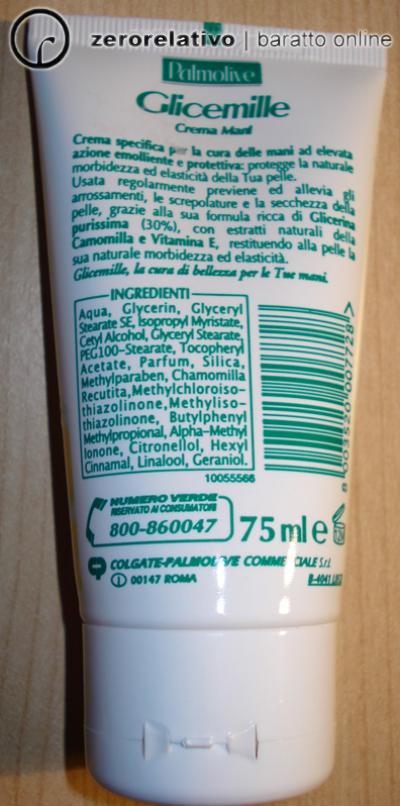 zerorelativo | baratto online
Palmolive
Glicemille
Crema Mani
Crema specifica per la cura delle mani ad elevata
azione emolliente e protettiva: protegge la naturale
morbidezza ed elasticità della Tua pelle.
Usata regolarmente previene ed allevia gli
arrossamenti, le screpolature e la secchezza della
pelle, grazie alla sua formula ricca di Glicerina
purissima (30%), con estratti naturali della
Camomilla e Vitamina E, restituendo alla pelle la
sua naturale morbidezza ed elasticità.
Glicemille, la cura di bellezza per le Tue mani.
INGREDIENTI
Aqua, Glycerin, Glyceryl
Stearate SE, Isopropyl Myristate,
Cetyl Alcohol, Glyceryl Stearate,
PEG100-Stearate, Tocopheryl
Acetate, Parfum, Silica,
Methylparaben, Chamomilla
Recutita, Methylchloroiso-
thiazolinone, Methyliso-
thiazolinone, Butylphenyl
Methylpropional, Alpha-Methyl
Ionone, Citronellol, Hexyl
Cinnamal, Linalool, Geraniol.
8 003520 007728 >
10055566
NUMERO VERDE
RISERVATO AI CONSUMATORI
800-860047
75 ml e
COLGATE-PALMOLIVE COMMERCIALE S.r.l.
00147 ROMA